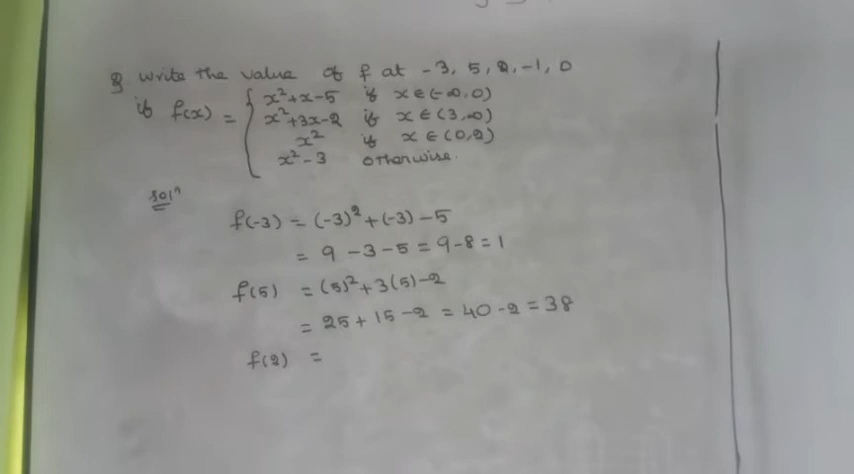 Q Write the value of f at -3, 5, 2, -1, 0
if f(x) = { x²+x-5 if x∈(-∞,0)
x²+3x-2 if x∈(3,∞)
x² if x∈(0,2)
x²-3 otherwise.
Solⁿ
f(-3) = (-3)²+(-3)-5
= 9-3-5 = 9-8 = 1
f(5) = (5)²+3(5)-2
= 25+15-2 = 40-2 = 38
f(2) =